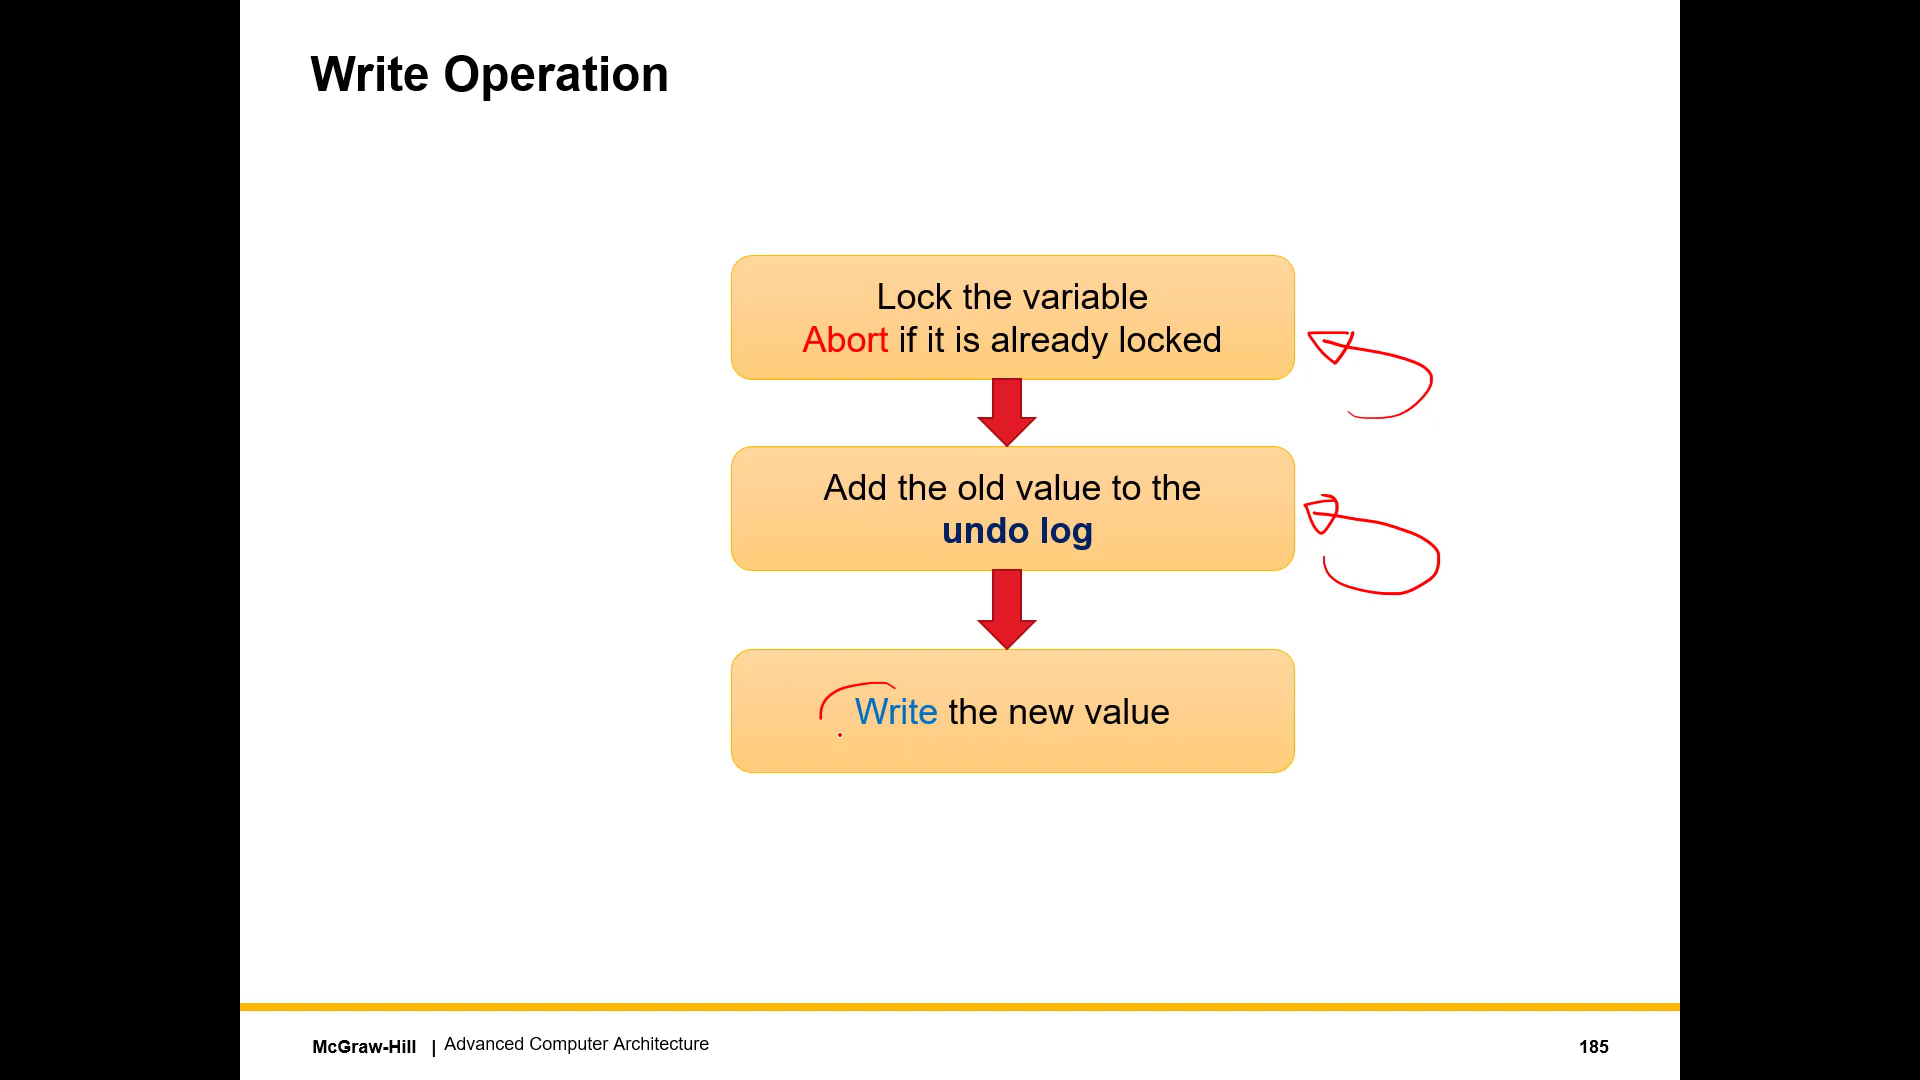 Write Operation
Lock the variable
Abort if it is already locked
Add the old value to the
undo log
Write the new value
McGraw-Hill | Advanced Computer Architecture
185